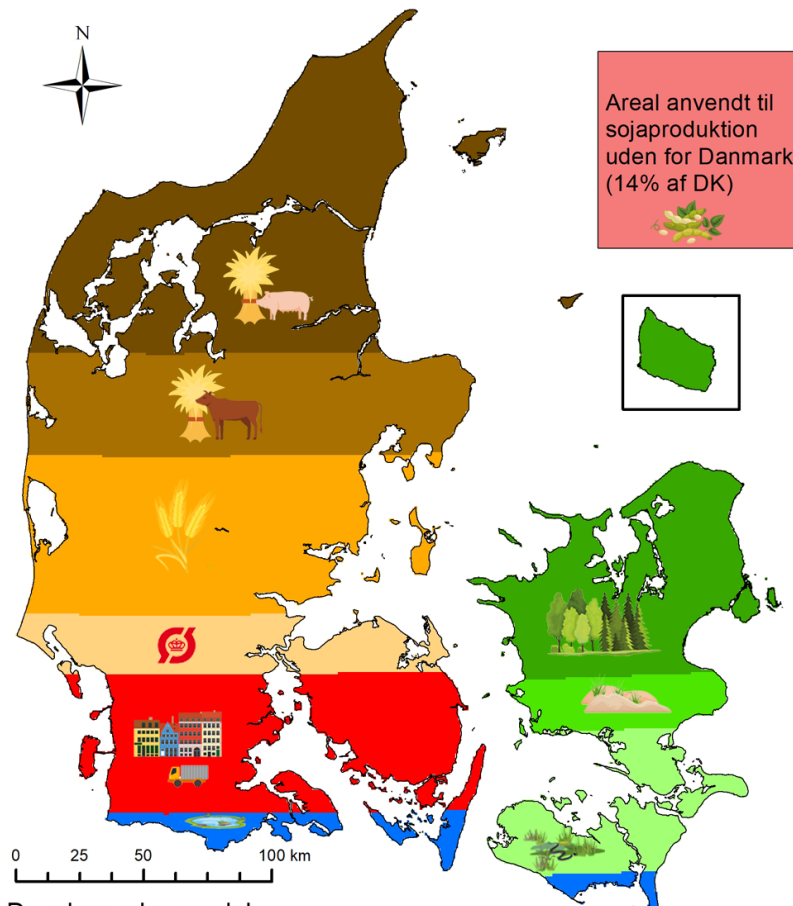 N
Areal anvendt til
sojaproduktion
uden for Danmark
(14% af DK)
0 25 50 100 km